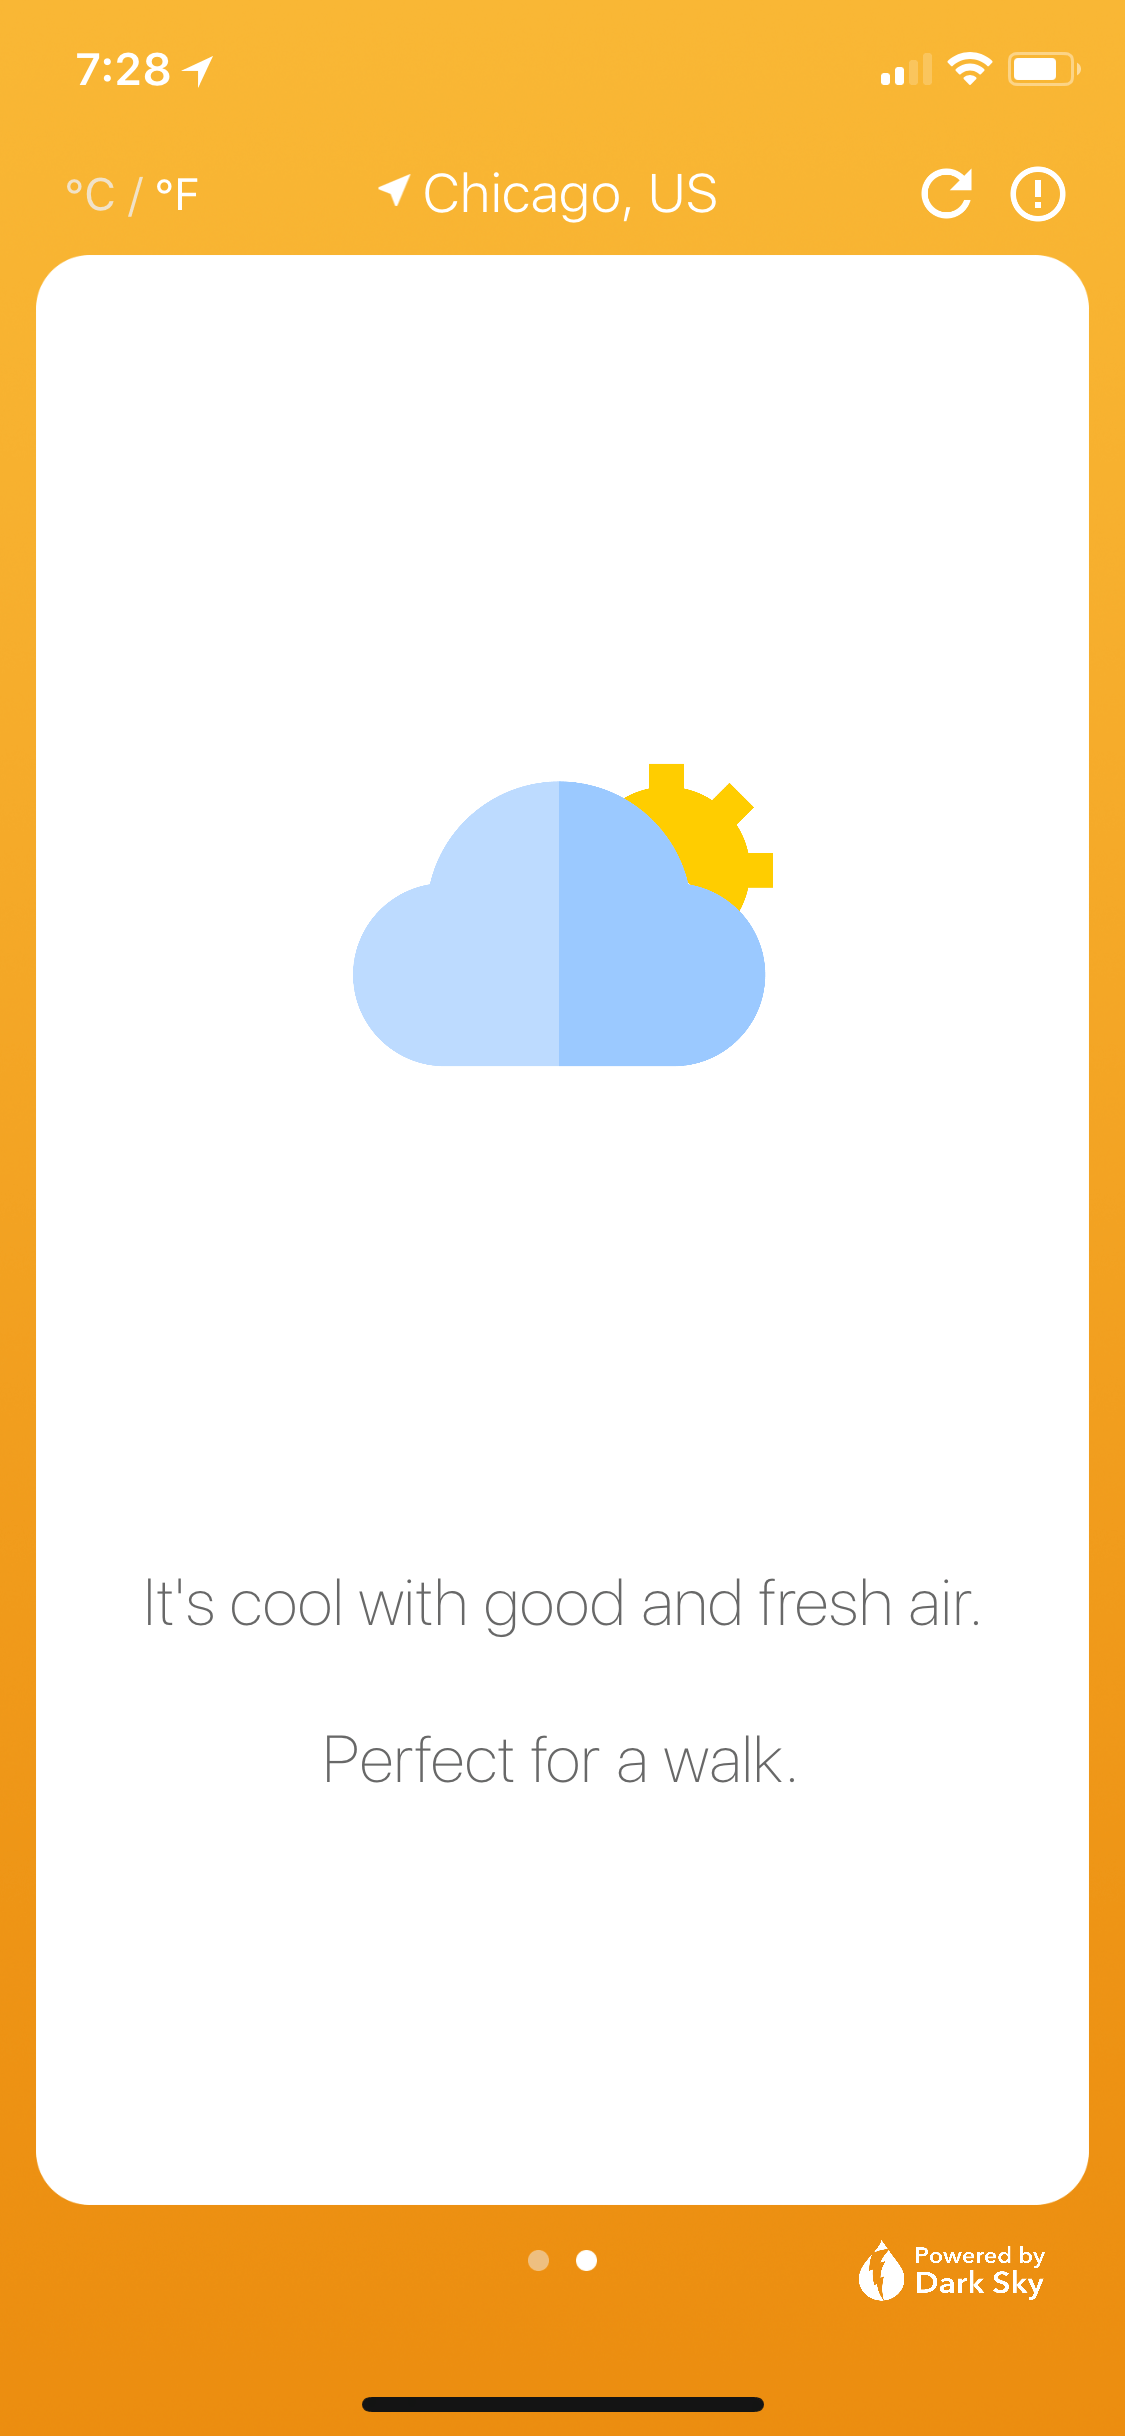 7:28
°C / °F
Chicago, US
It's cool with good and fresh air.
Perfect for a walk.
Powered by
Dark Sky